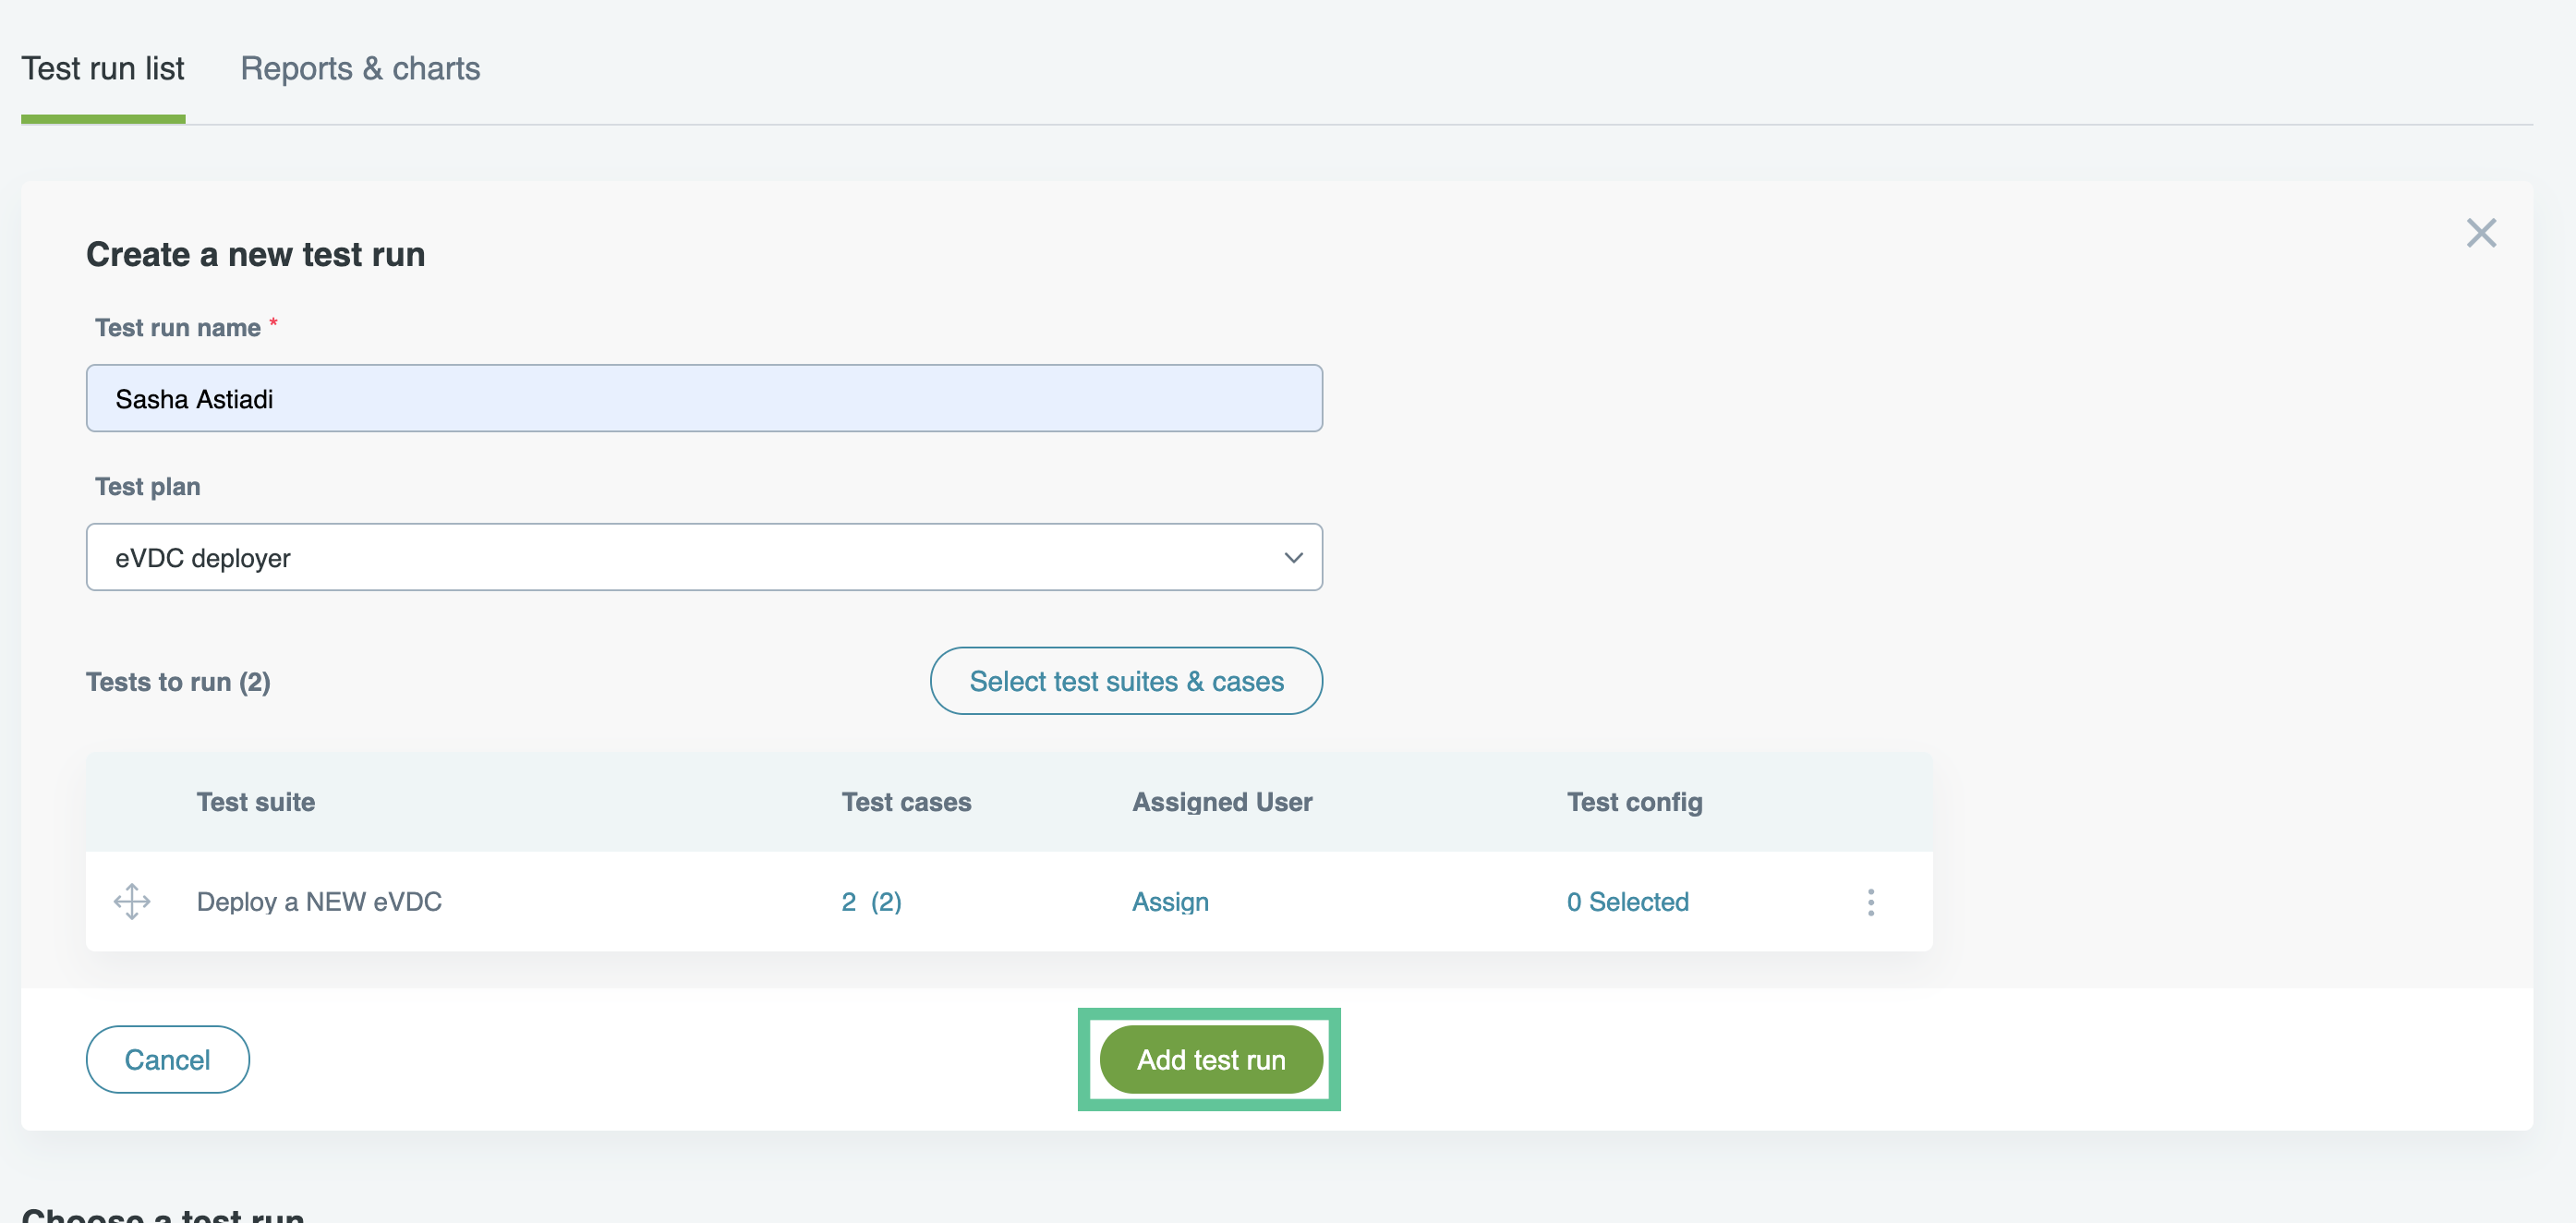 Test run list Reports & charts
Create a new test run
Test run name *
Sasha Astiadi
Test plan
eVDC deployer
Tests to run (2) Select test suites & cases
Test suite Test cases Assigned User Test config
Deploy a NEW eVDC 2 (2) Assign 0 Selected
Cancel Add test run
Choose a test run